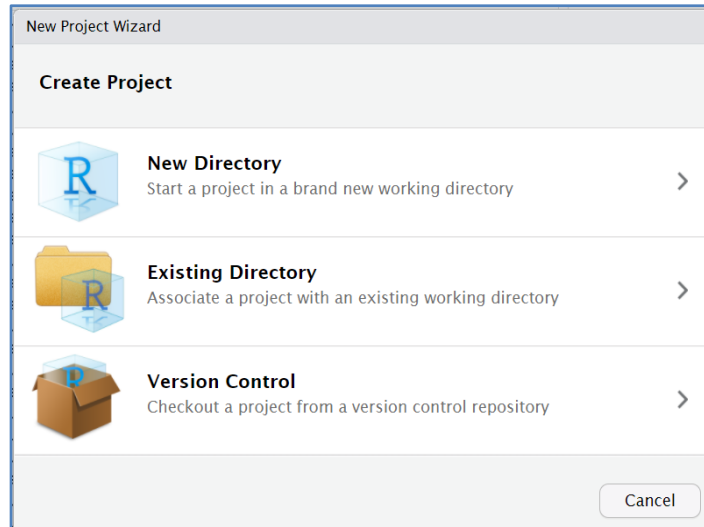 New Project Wizard
Create Project
R
New Directory
Start a project in a brand new working directory
R
Existing Directory
Associate a project with an existing working directory
R
Version Control
Checkout a project from a version control repository
Cancel